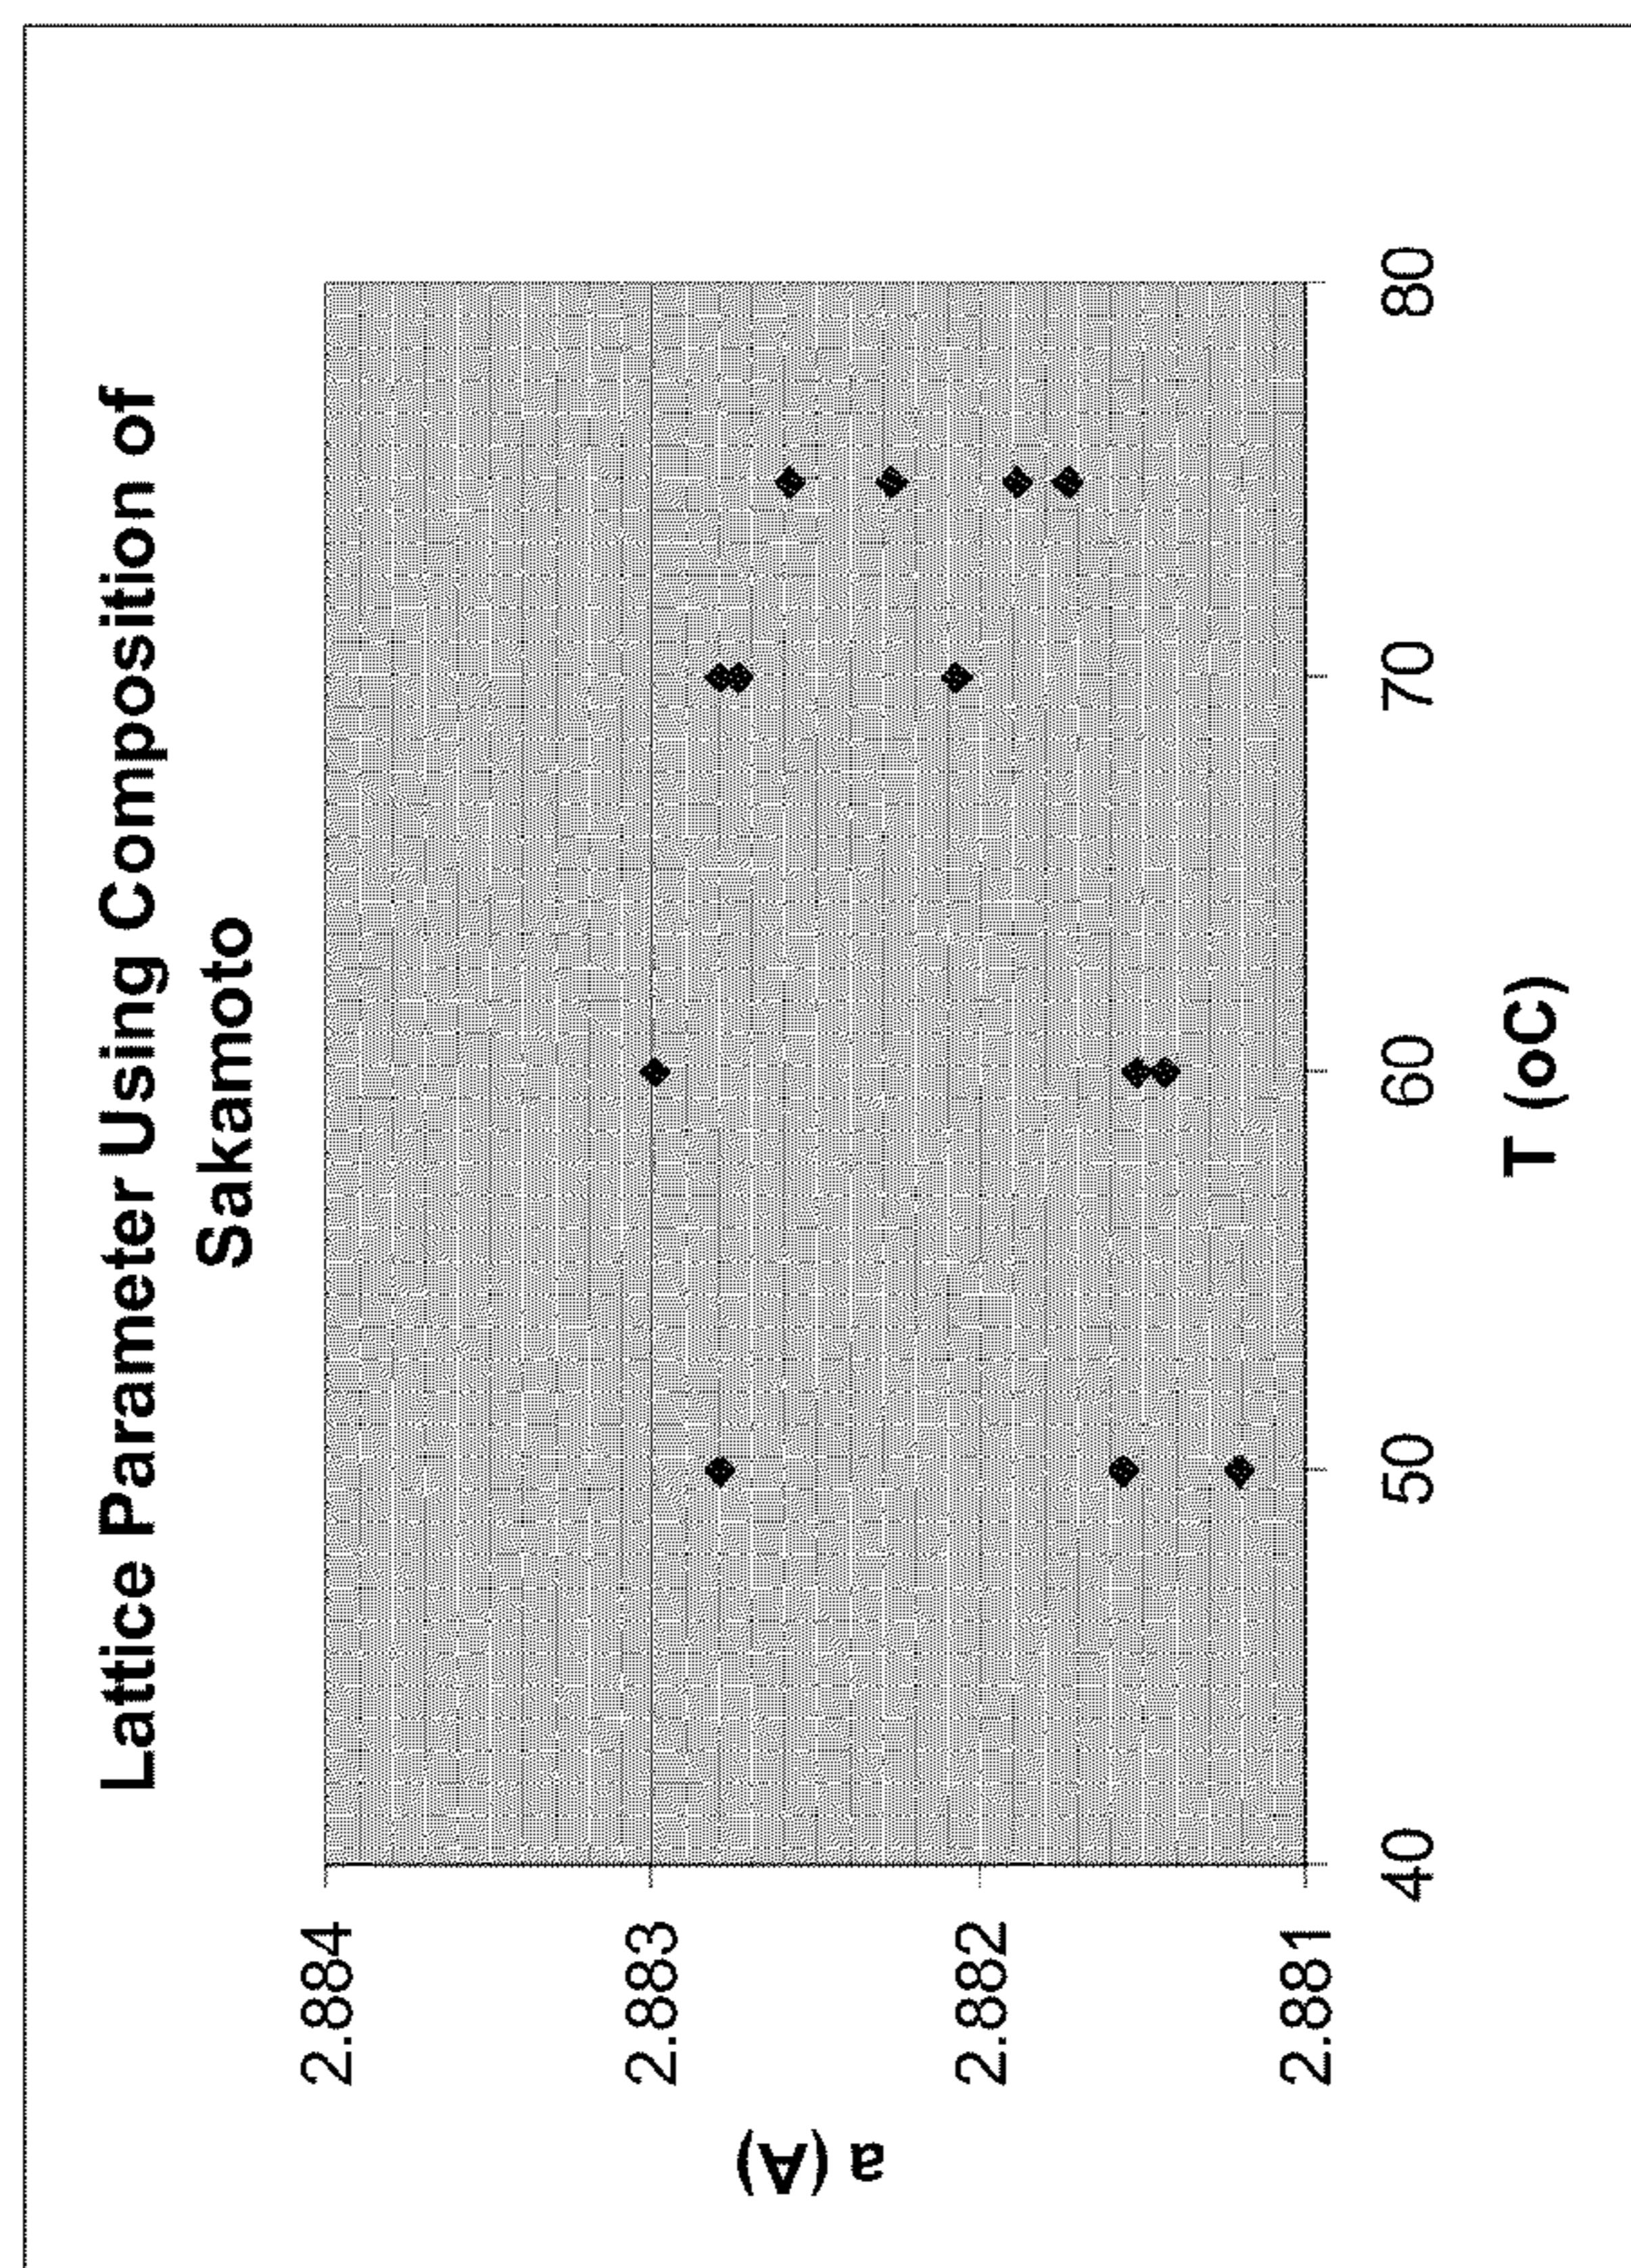 Lattice Parameter Using Composition of
Sakamoto
a (A)
2.884
2.883
2.882
2.881
40
50
60
70
80
T (oC)